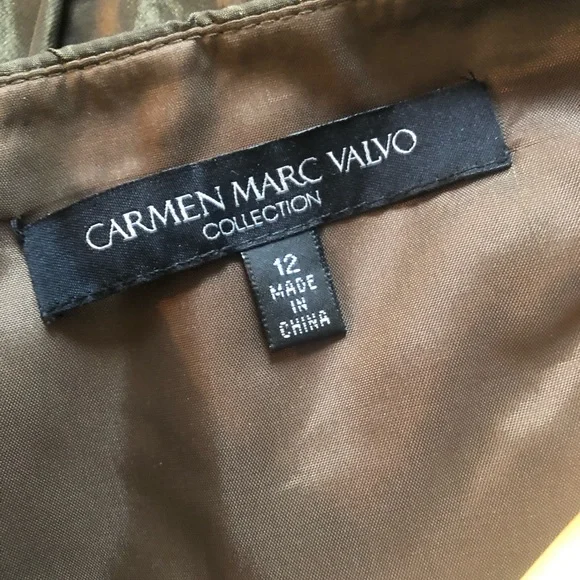 CARMEN MARC VALVO
COLLECTION
12
MADE
IN
CHINA